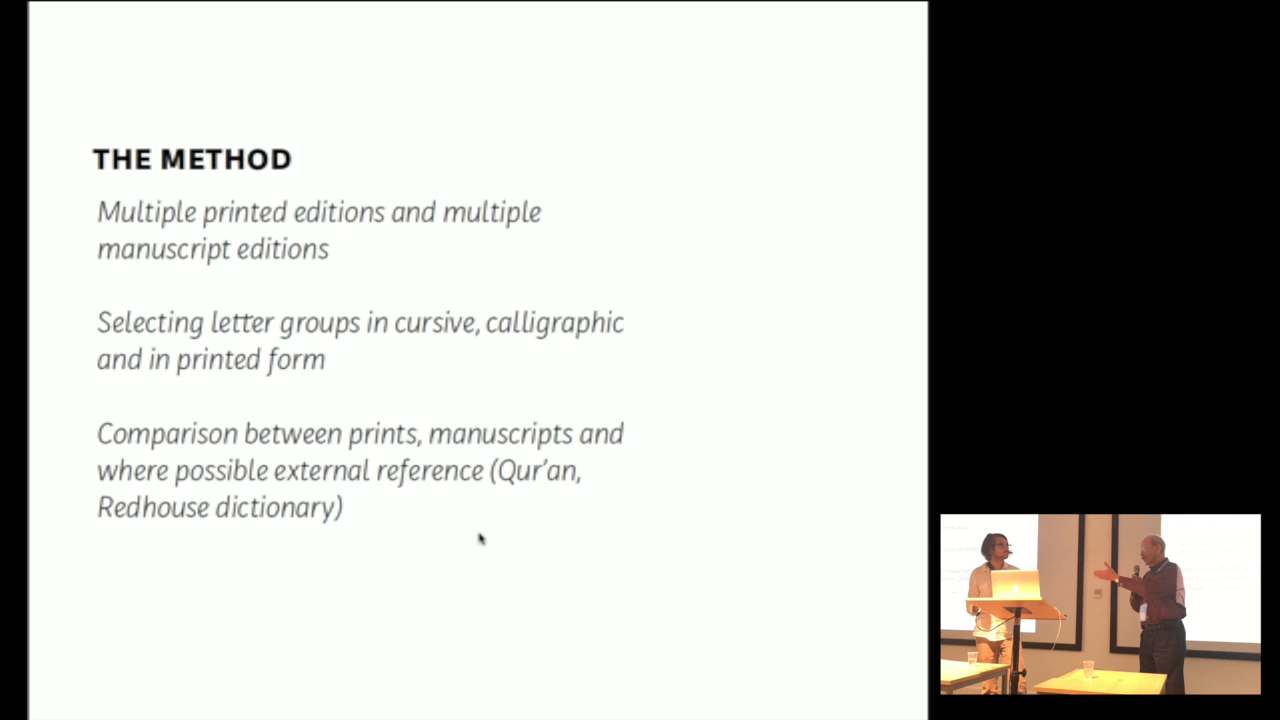 THE METHOD
Multiple printed editions and multiple
manuscript editions
Selecting letter groups in cursive, calligraphic
and in printed form
Comparison between prints, manuscripts and
where possible external reference (Qur'an,
Redhouse dictionary)